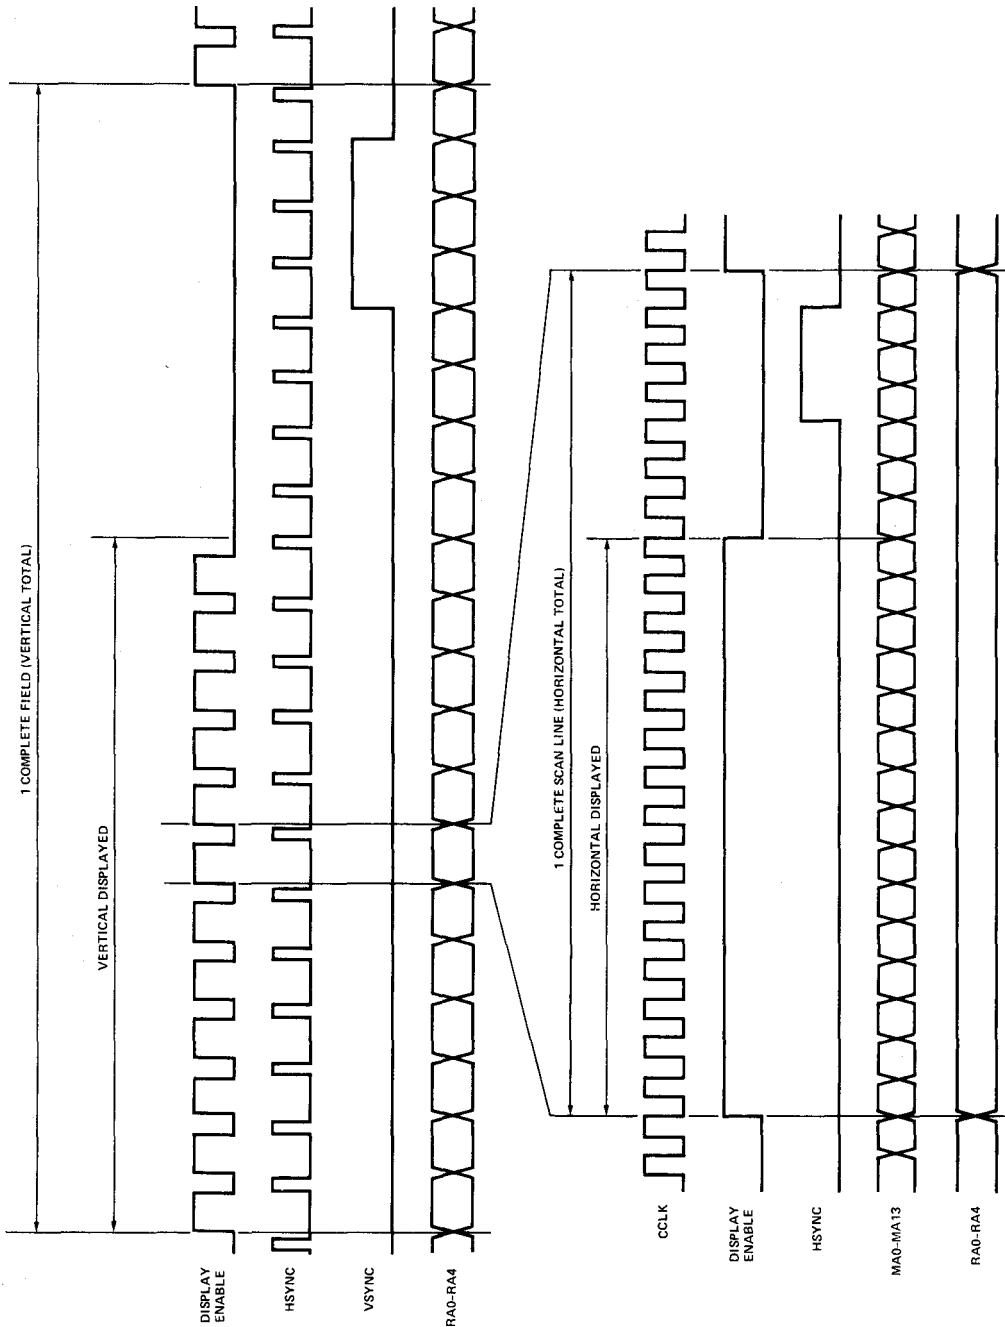 1 COMPLETE FIELD (VERTICAL TOTAL)
VERTICAL DISPLAYED
DISPLAY
ENABLE
HSYNC
VSYNC
RA0-RA4
1 COMPLETE SCAN LINE (HORIZONTAL TOTAL)
HORIZONTAL DISPLAYED
CCLK
DISPLAY
ENABLE
HSYNC
MA0-MA13
RA0-RA4